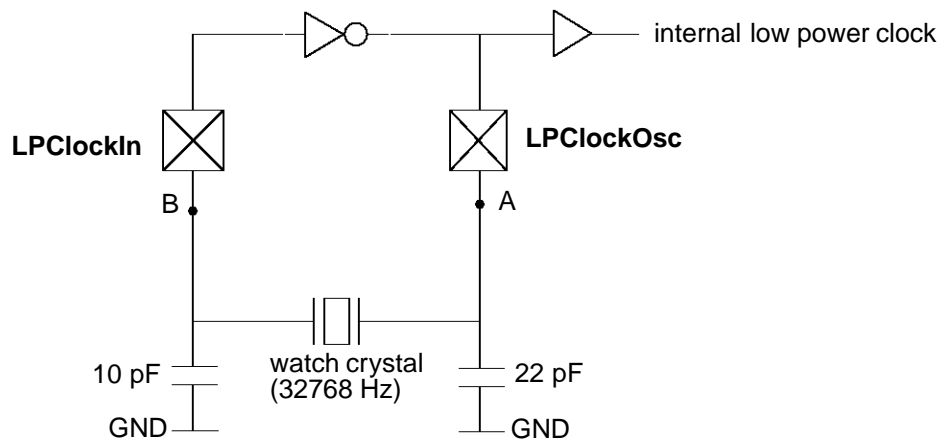 internal low power clock
LPClockIn
LPClockOsc
B
A
10 pF
watch crystal
(32768 Hz)
22 pF
GND
GND